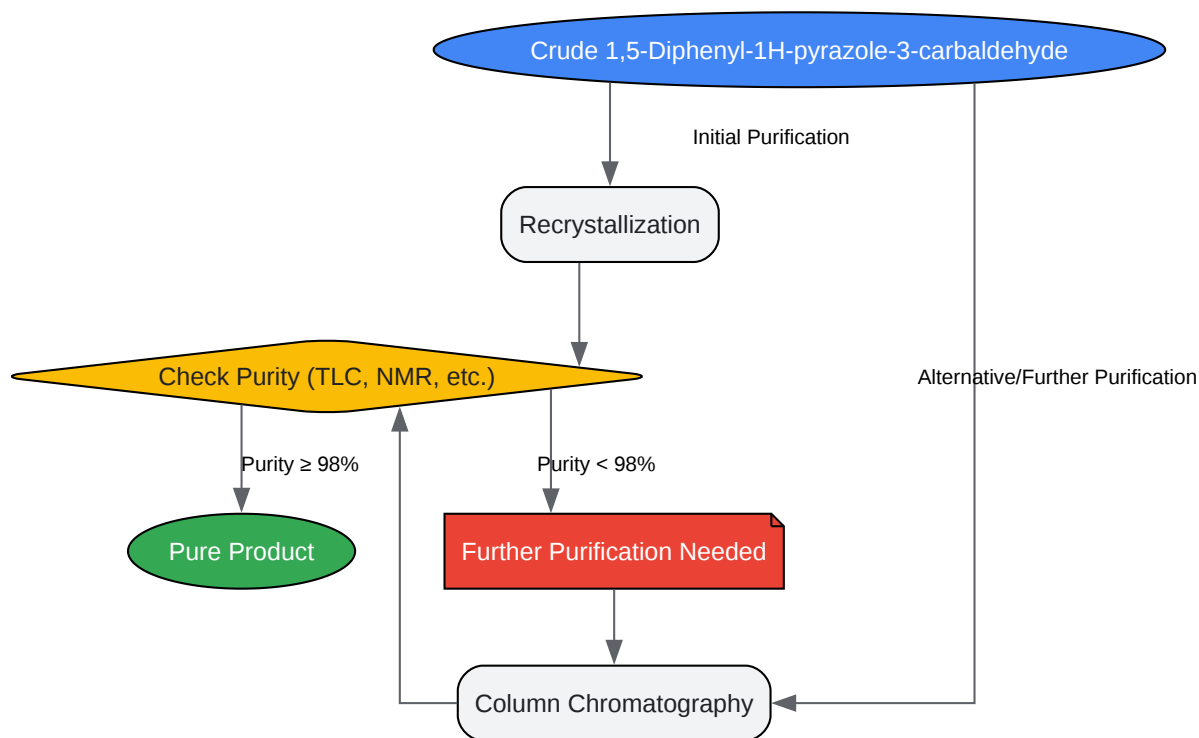 Crude 1,5-Diphenyl-1H-pyrazole-3-carbaldehyde
Initial Purification
Recrystallization
Check Purity (TLC, NMR, etc.)
Alternative/Further Purification
Purity ≥ 98%
Purity < 98%
Pure Product
Further Purification Needed
Column Chromatography